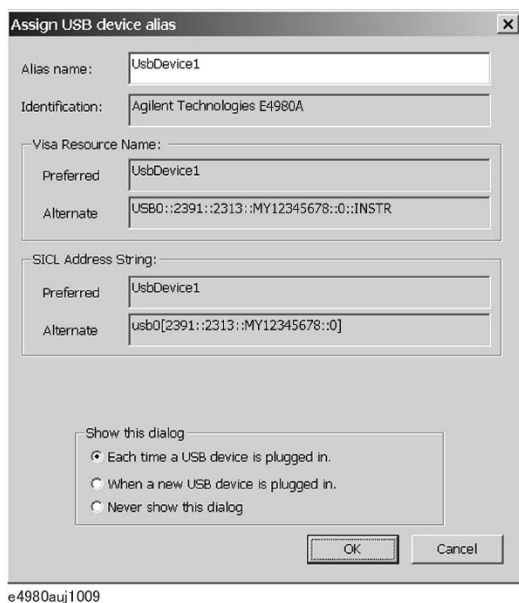 Assign USB device alias
Alias name: UsbDevice1
Identification: Agilent Technologies E4980A
Visa Resource Name:
Preferred UsbDevice1
Alternate USB0::2391::2313::MY12345678::0::INSTR
SICL Address String:
Preferred UsbDevice1
Alternate usb0[2391::2313::MY12345678::0]
Show this dialog
Each time a USB device is plugged in.
When a new USB device is plugged in.
Never show this dialog
OK Cancel
e4980auj1009